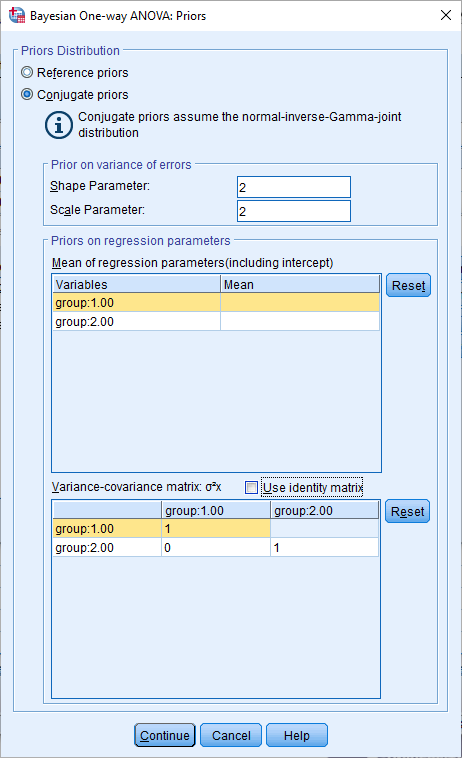 Bayesian One-way ANOVA: Priors
Priors Distribution
Reference priors
Conjugate priors
Conjugate priors assume the normal-inverse-Gamma-joint
distribution
Prior on variance of errors
Shape Parameter: 2
Scale Parameter: 2
Priors on regression parameters
Mean of regression parameters(including intercept)
Variables Mean
Reset
group:1.00
group:2.00
Variance-covariance matrix: σ²x Use identity matrix
group:1.00 group:2.00
Reset
group:1.00 1
group:2.00 0 1
Continue Cancel Help